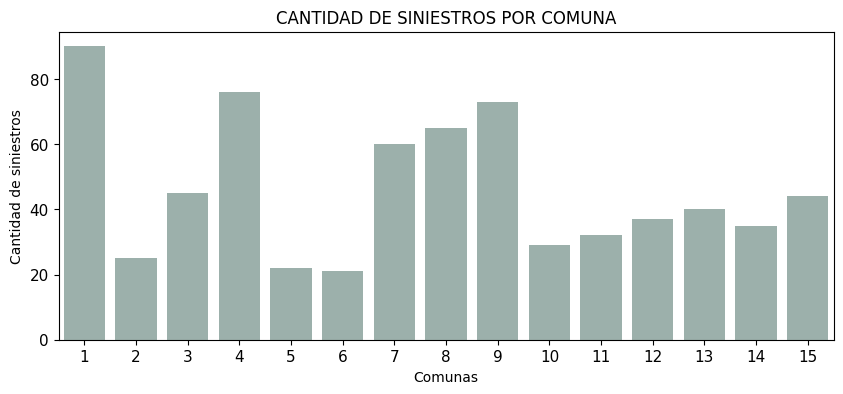 CANTIDAD DE SINIESTROS POR COMUNA
Cantidad de siniestros
80
60
40
20
0
1 2 3 4 5 6 7 8 9 10 11 12 13 14 15
Comunas